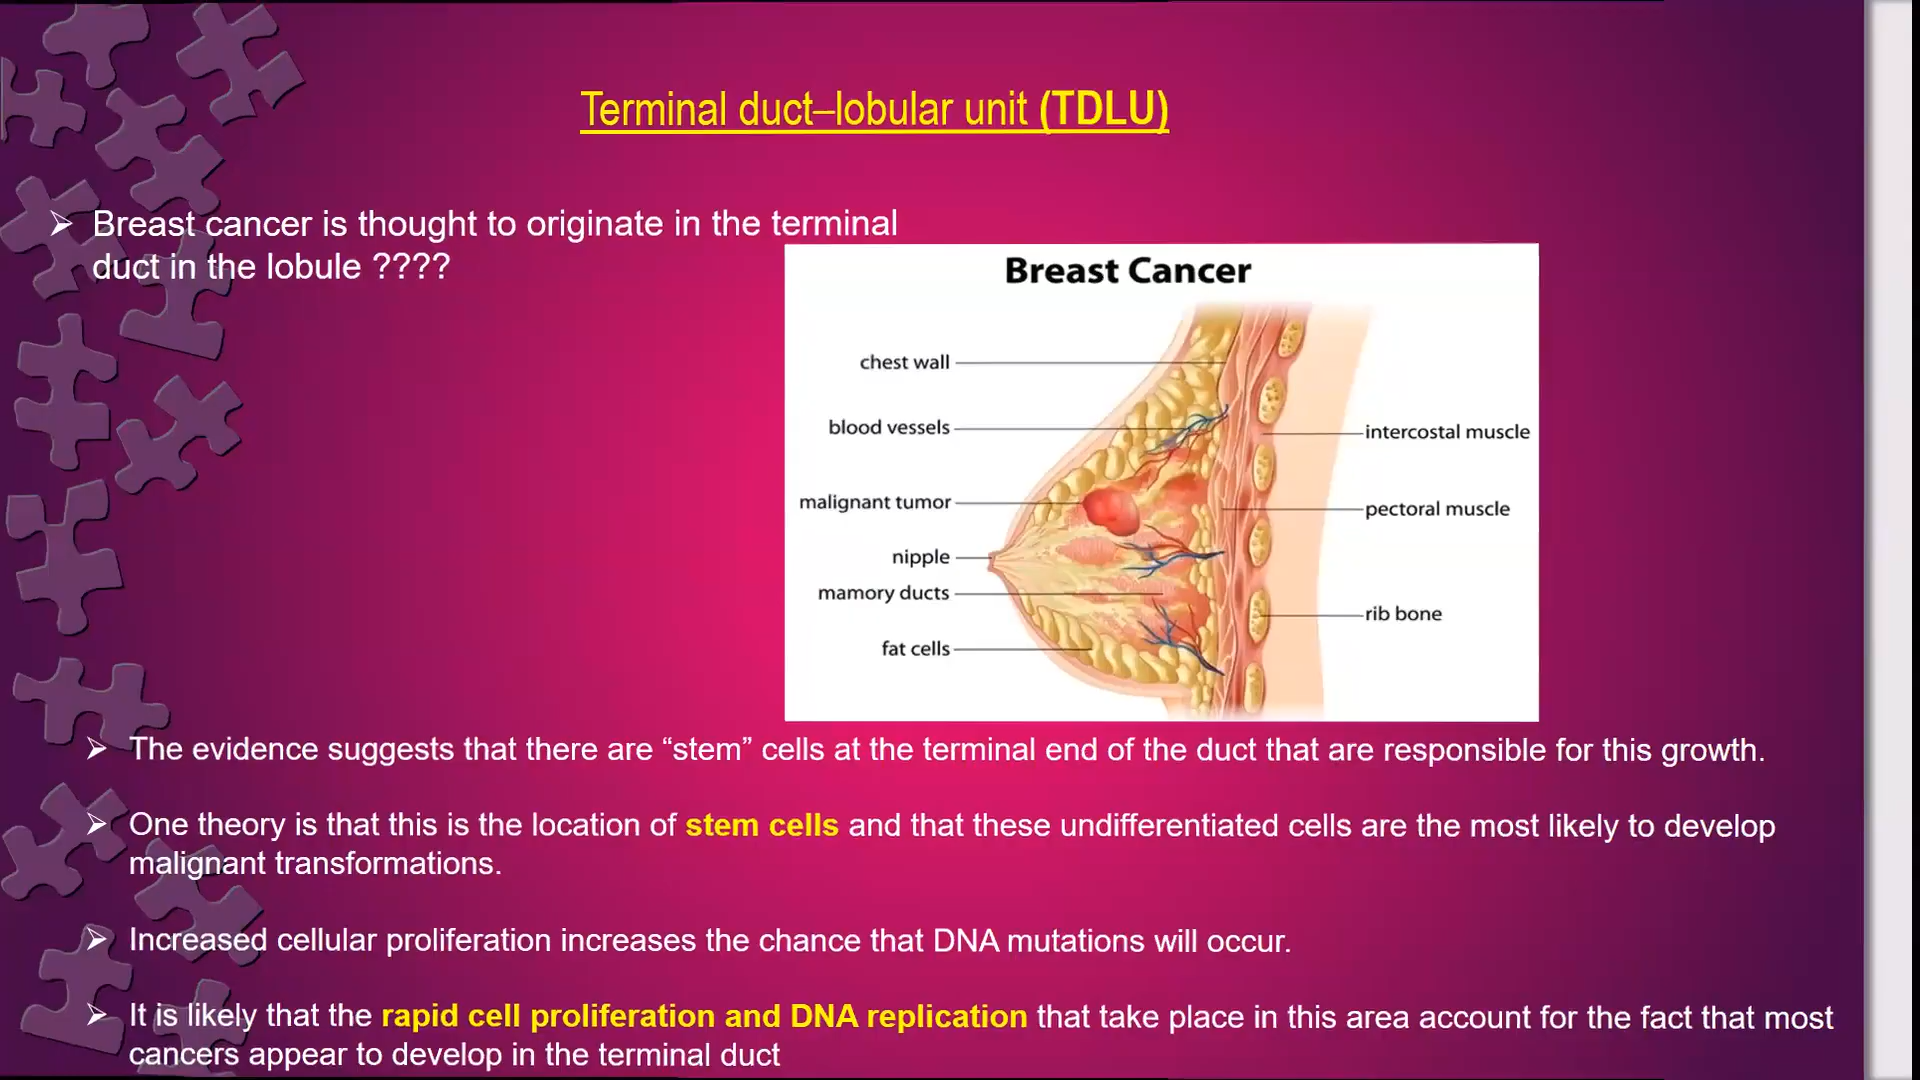 Terminal duct–lobular unit (TDLU)
➢ Breast cancer is thought to originate in the terminal
duct in the lobule ????
Breast Cancer
chest wall
blood vessels
malignant tumor
nipple
mamory ducts
fat cells
intercostal muscle
pectoral muscle
rib bone
➢ The evidence suggests that there are “stem” cells at the terminal end of the duct that are responsible for this growth.
➢ One theory is that this is the location of stem cells and that these undifferentiated cells are the most likely to develop
malignant transformations.
➢ Increased cellular proliferation increases the chance that DNA mutations will occur.
➢ It is likely that the rapid cell proliferation and DNA replication that take place in this area account for the fact that most
cancers appear to develop in the terminal duct